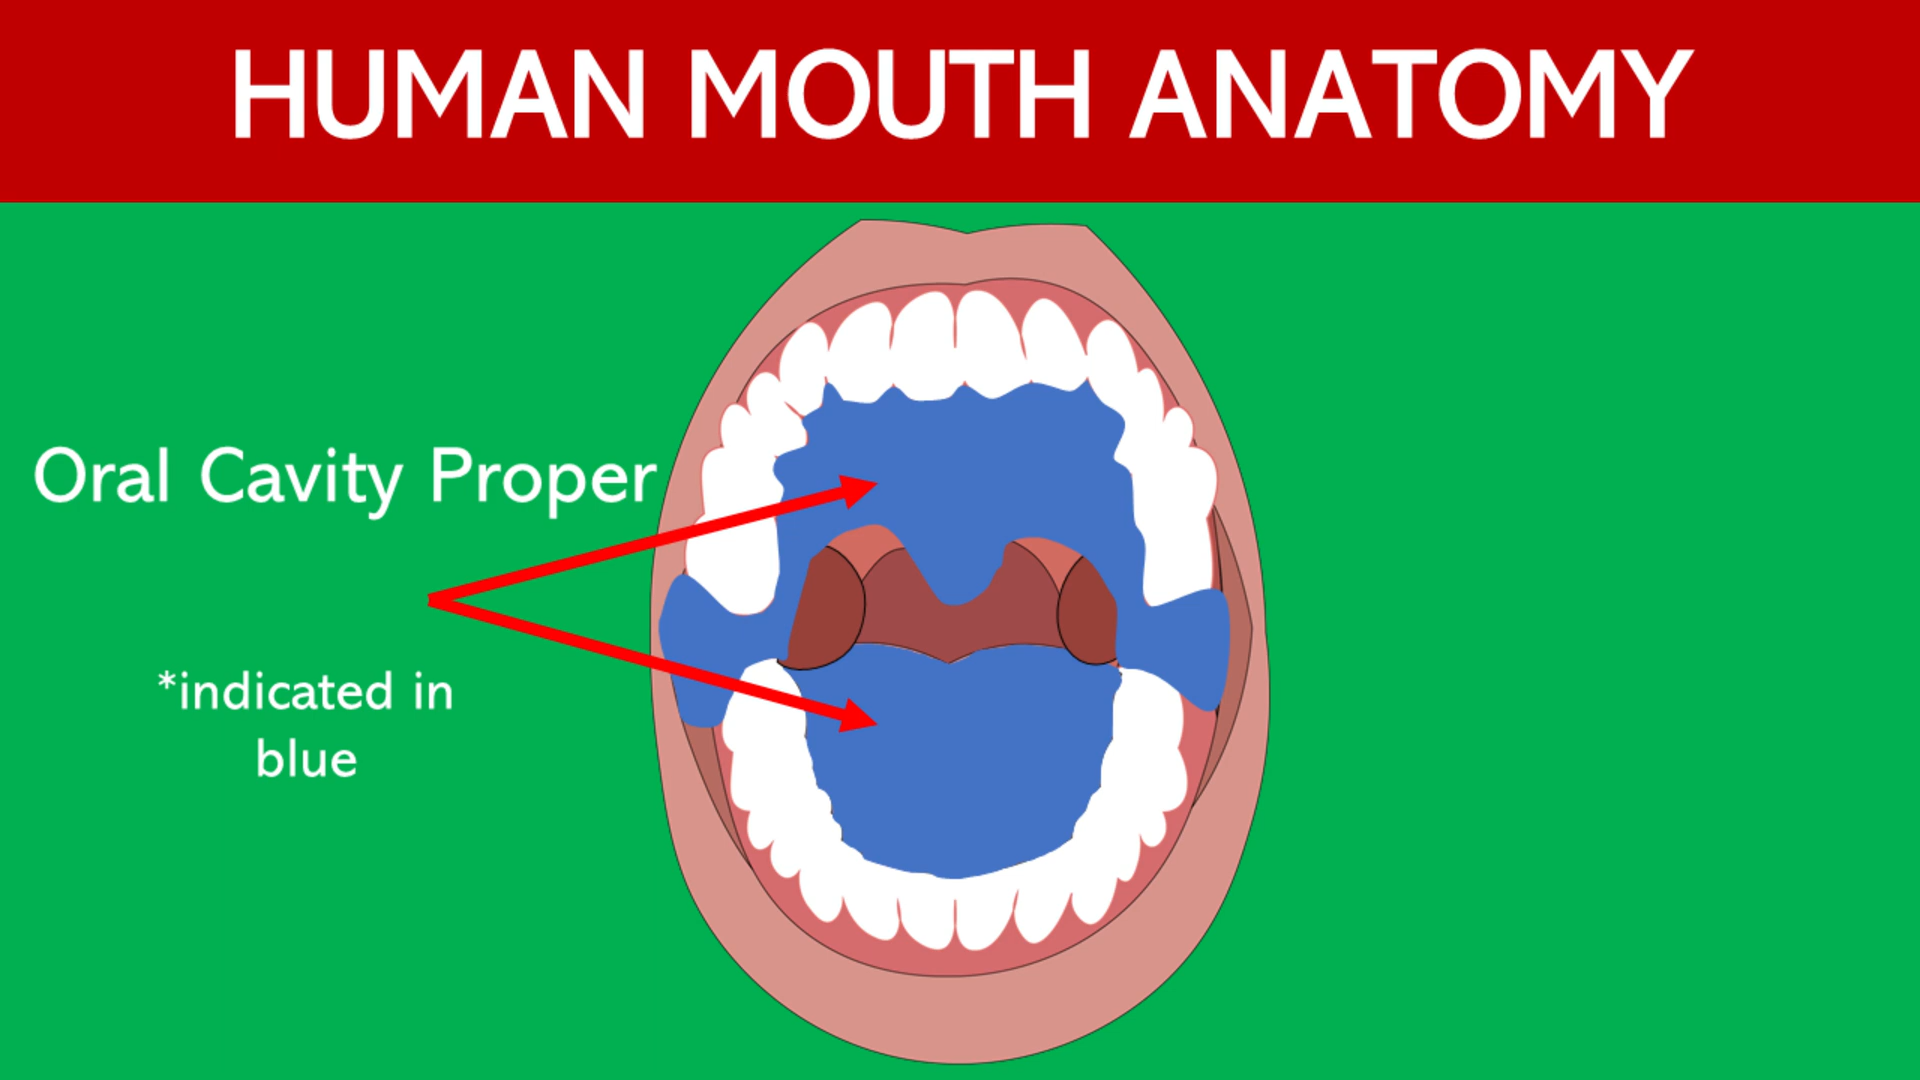 HUMAN MOUTH ANATOMY
Oral Cavity Proper
*indicated in
blue